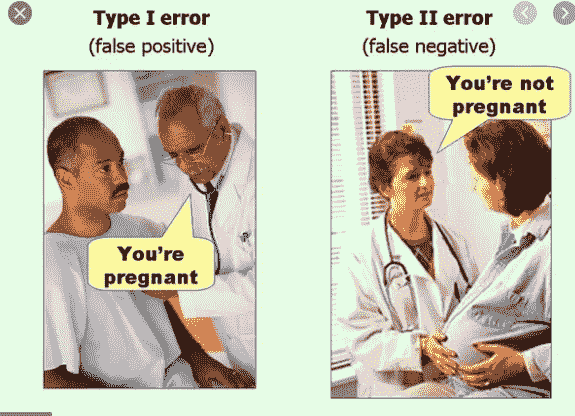 Type I error
(false positive)
You're
pregnant
Type II error
(false negative)
You're not
pregnant